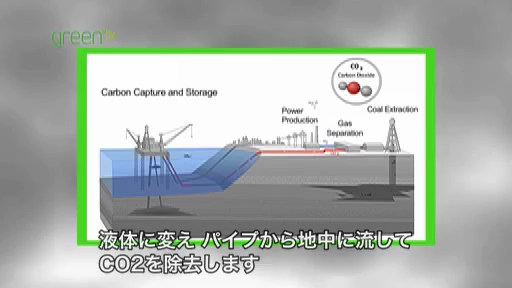 green tv
CO2
Carbon Dioxide
Carbon Capture and Storage
Coal Extraction
Power
Production
Gas
Separation
液体に変え パイプから地中に流して
CO2を除去します